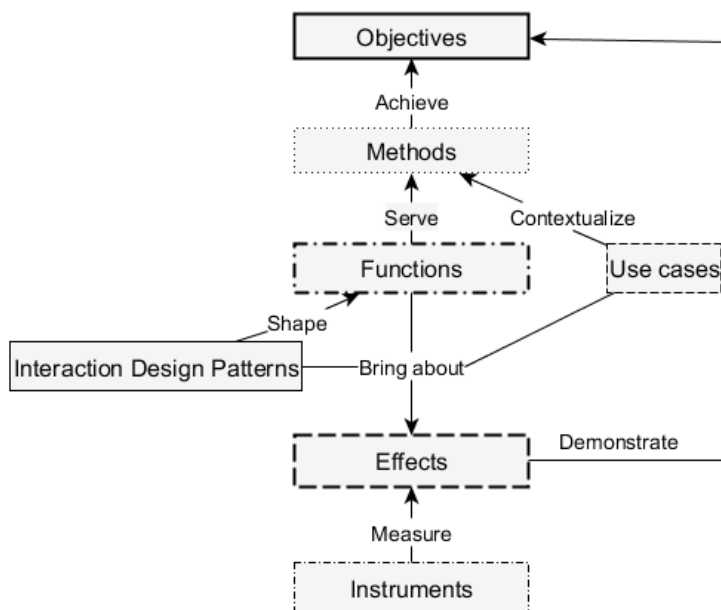 Objectives
Achieve
Methods
Serve
Contextualize
Functions
Use cases
Shape
Interaction Design Patterns
Bring about
Demonstrate
Effects
Measure
Instruments